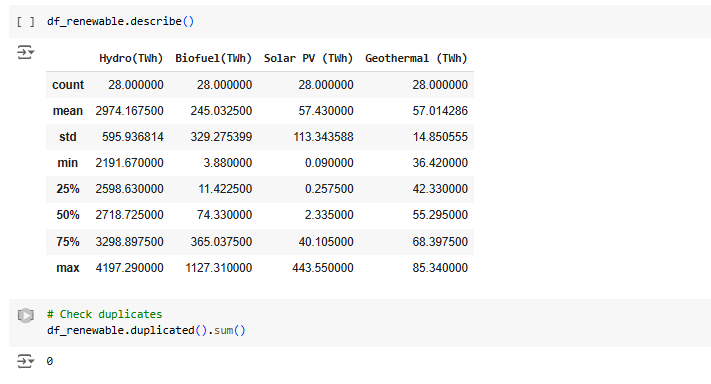 [ ] df_renewable.describe()
Hydro(TWh) Biofuel(TWh) Solar PV (TWh) Geothermal (TWh)
count 28.000000 28.000000 28.000000 28.000000
mean 2974.167500 245.032500 57.430000 57.014286
std 595.936814 329.275399 113.343588 14.850555
min 2191.670000 3.880000 0.090000 36.420000
25% 2598.630000 11.422500 0.257500 42.330000
50% 2718.725000 74.330000 2.335000 55.295000
75% 3298.897500 365.037500 40.105000 68.397500
max 4197.290000 1127.310000 443.550000 85.340000
# Check duplicates
df_renewable.duplicated().sum()
0